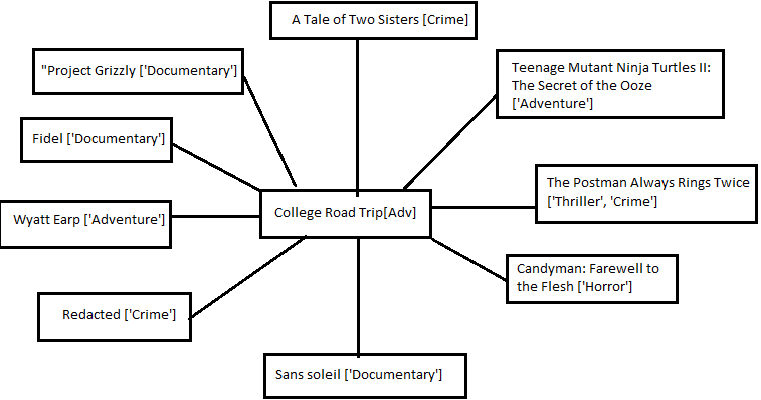 A Tale of Two Sisters [Crime]
"Project Grizzly ['Documentary']
Teenage Mutant Ninja Turtles II:
The Secret of the Ooze
['Adventure']
Fidel ['Documentary']
The Postman Always Rings Twice
['Thriller', 'Crime']
Wyatt Earp ['Adventure']
College Road Trip[Adv]
Candyman: Farewell to
the Flesh ['Horror']
Redacted ['Crime']
Sans soleil ['Documentary']